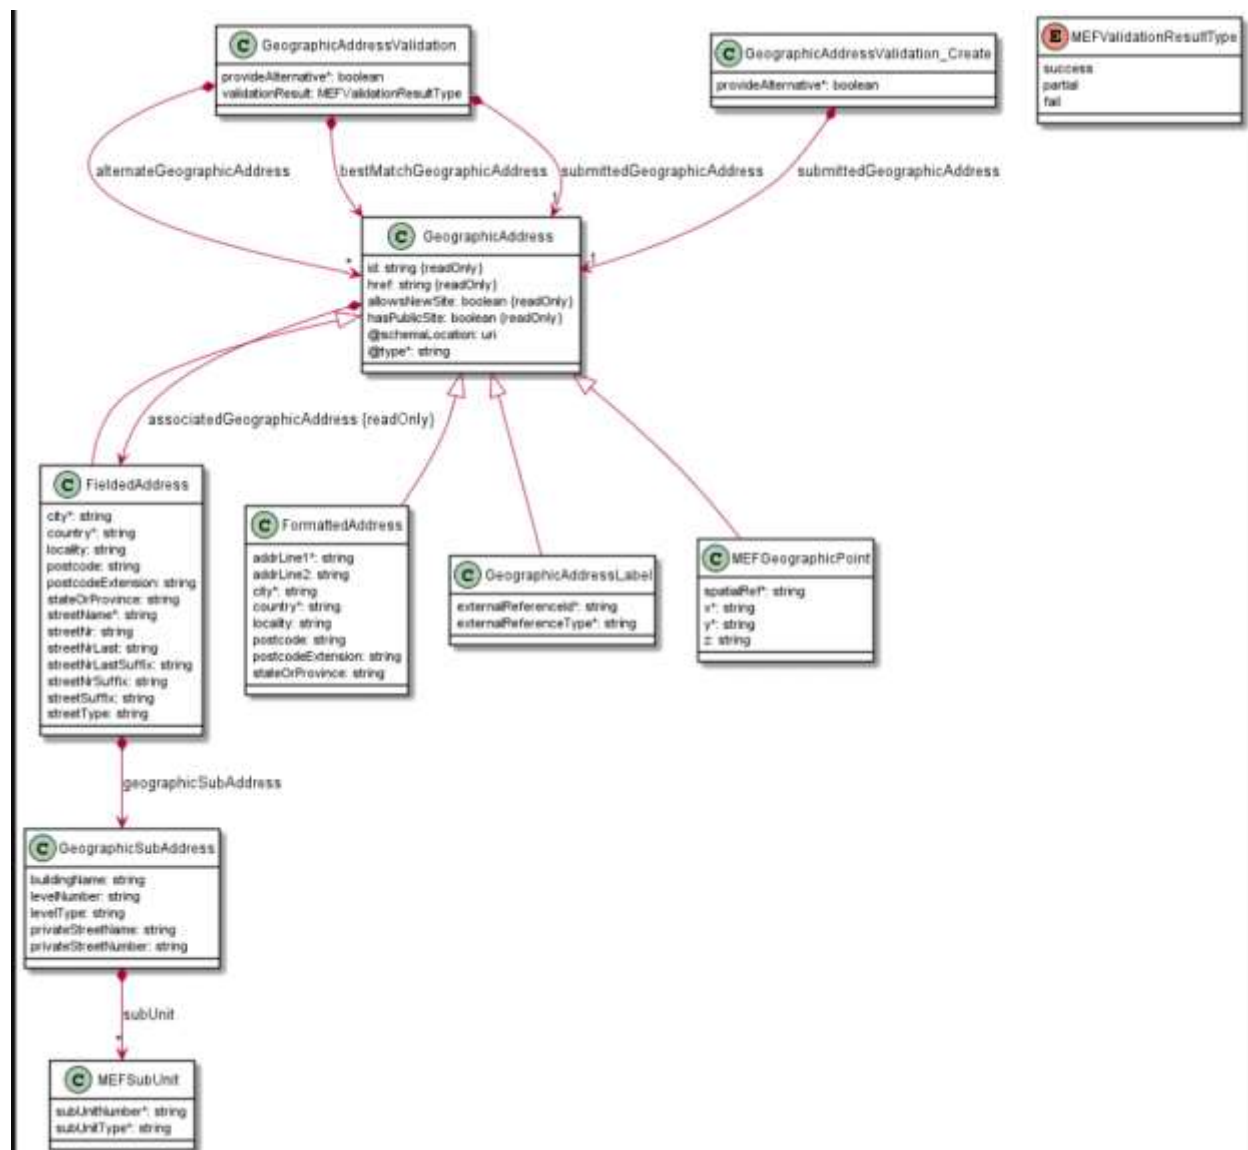 C GeographicAddressValidation
provideAlternative*: boolean
validationResult: MEFValidationResultType
C GeographicAddressValidation_Create
provideAlternative*: boolean
E MEFValidationResultType
success
partial
fail
alternateGeographicAddress
bestMatchGeographicAddress
submittedGeographicAddress
submittedGeographicAddress
*
1
1
C GeographicAddress
id: string {readOnly}
href: string {readOnly}
allowsNewSite: boolean {readOnly}
hasPublicSite: boolean {readOnly}
@schemaLocation: uri
@type*: string
associatedGeographicAddress {readOnly}
C FieldedAddress
city*: string
country*: string
locality: string
postcode: string
postcodeExtension: string
stateOrProvince: string
streetName*: string
streetNr: string
streetNrLast: string
streetNrLastSuffix: string
streetNrSuffix: string
streetSuffix: string
streetType: string
C FormattedAddress
addrLine1*: string
addrLine2: string
city*: string
country*: string
locality: string
postcode: string
postcodeExtension: string
stateOrProvince: string
C GeographicAddressLabel
externalReferenceId*: string
externalReferenceType*: string
C MEFGeographicPoint
spatialRef*: string
x*: string
y*: string
z: string
geographicSubAddress
C GeographicSubAddress
buildingName: string
levelNumber: string
levelType: string
privateStreetName: string
privateStreetNumber: string
subUnit
*
C MEFSubUnit
subUnitNumber*: string
subUnitType*: string